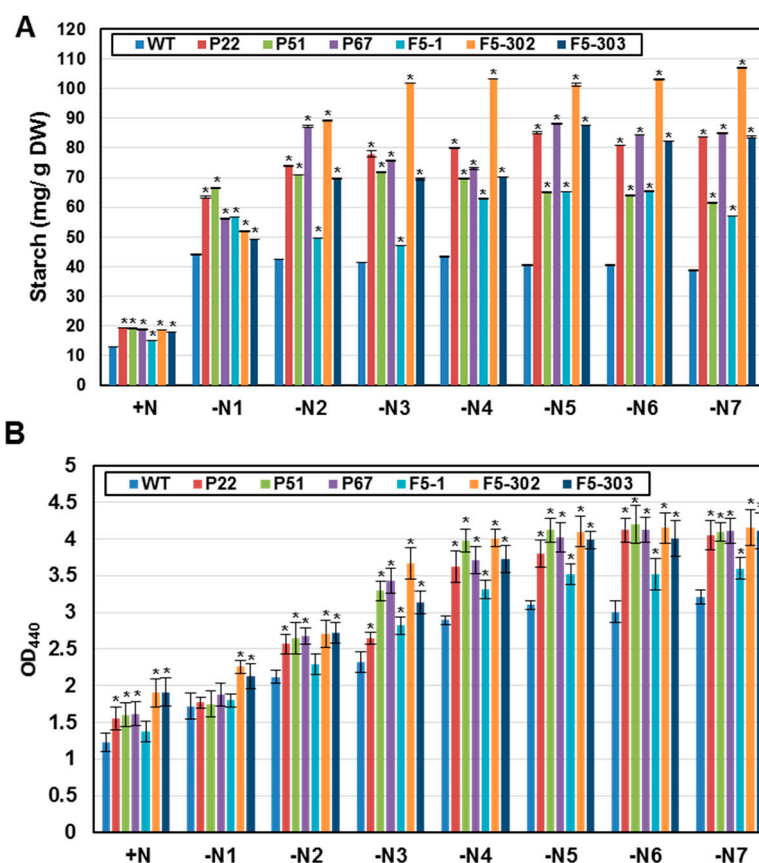 A
120
110
100
90
80
70
60
50
40
30
20
10
0
Starch (mg/ g DW)
WT P22 P51 P67 F5-1 F5-302 F5-303
* * * * * *
* * * * * *
* * * * * *
* * * * * *
* * * * * *
* * * * * *
* * * * * *
* * * * * *
+N -N1 -N2 -N3 -N4 -N5 -N6 -N7
B
5
4.5
4
3.5
3
2.5
2
1.5
1
0.5
0
OD440
WT P22 P51 P67 F5-1 F5-302 F5-303
* * * * *
* *
* * * * *
* * * * * *
* * * * * *
* * * * * *
* * * * * *
* * * * * *
+N -N1 -N2 -N3 -N4 -N5 -N6 -N7